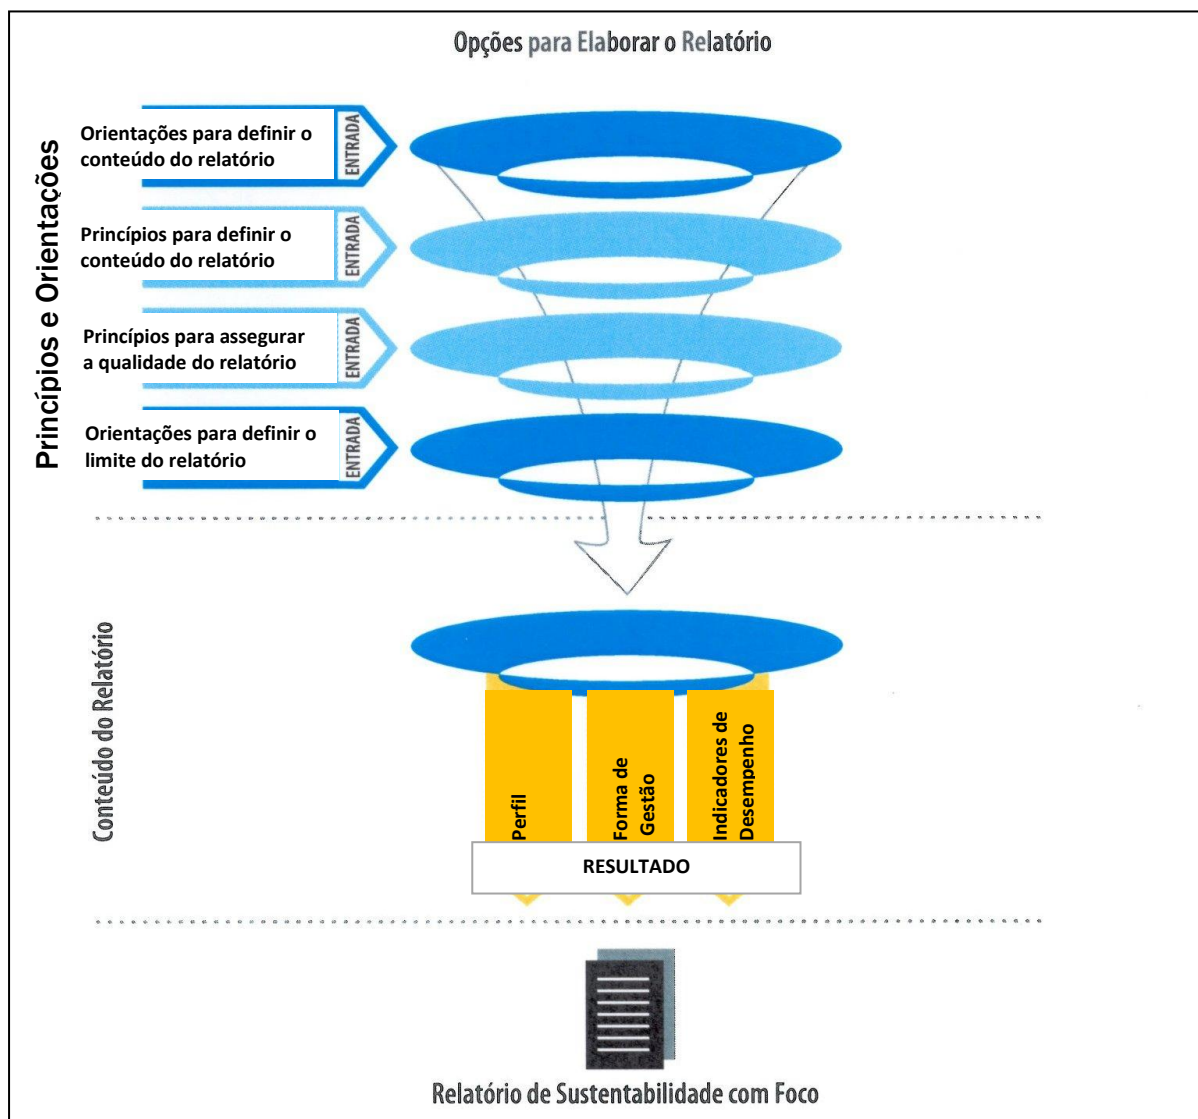 Opções para Elaborar o Relatório
Princípios e Orientações
Orientações para definir o
conteúdo do relatório
ENTRADA
Princípios para definir o
conteúdo do relatório
ENTRADA
Princípios para assegurar
a qualidade do relatório
ENTRADA
Orientações para definir o
limite do relatório
ENTRADA
Conteúdo do Relatório
Perfil
Forma de
Gestão
Indicadores de
Desempenho
RESULTADO
Relatório de Sustentabilidade com Foco